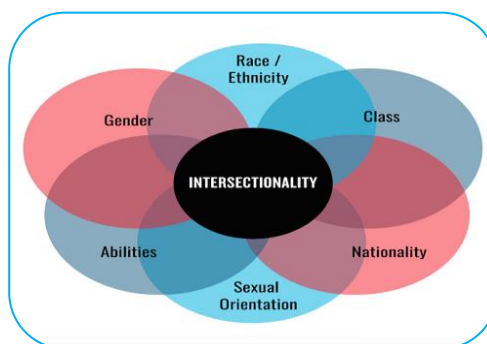 Race /
Ethnicity
Gender
Class
INTERSECTIONALITY
Abilities
Nationality
Sexual
Orientation